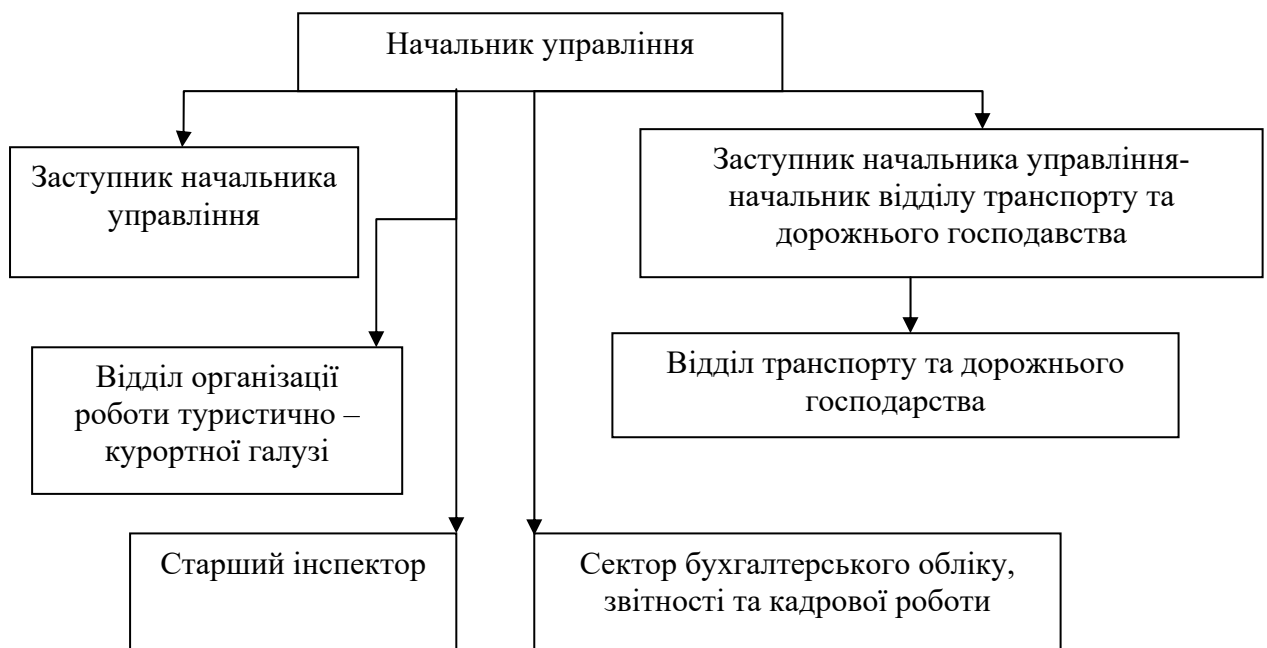 Начальник управління
Заступник начальника
управління
Заступник начальника управління-
начальник відділу транспорту та
дорожнього господавства
Відділ організації
роботи туристично –
курортної галузі
Відділ транспорту та дорожнього
господарства
Старший інспектор
Сектор бухгалтерського обліку,
звітності та кадрової роботи